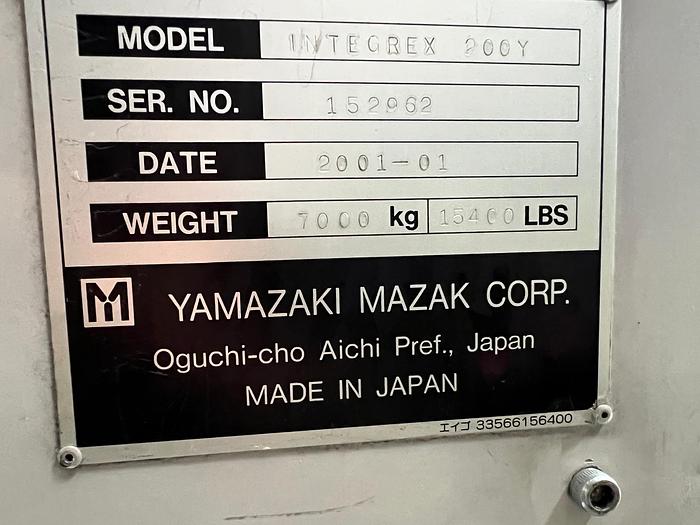 MODEL INTEGREX 200Y
SER. NO. 152962
DATE 2001-01
WEIGHT 7000 kg 15400 LBS
M YAMAZAKI MAZAK CORP.
Oguchi-cho Aichi Pref., Japan
MADE IN JAPAN
エイゴ 33566156400